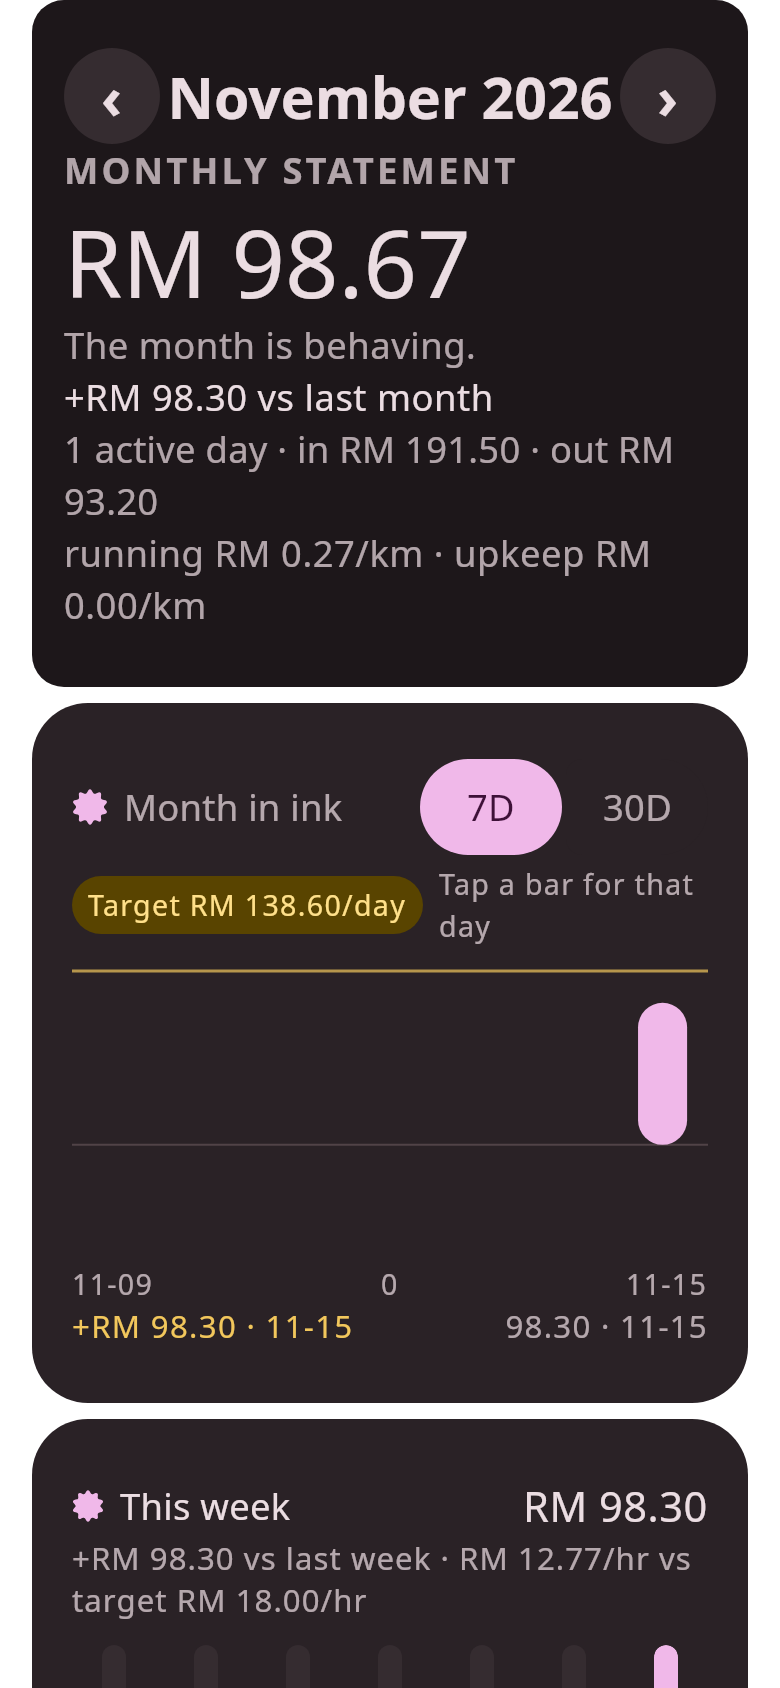 ‹ November 2026 ›
MONTHLY STATEMENT
RM 98.67
The month is behaving.
+RM 98.30 vs last month
1 active day · in RM 191.50 · out RM
93.20
running RM 0.27/km · upkeep RM
0.00/km
Month in ink 7D 30D
Target RM 138.60/day Tap a bar for that
day
11-09 0 11-15
+RM 98.30 · 11-15 98.30 · 11-15
This week RM 98.30
+RM 98.30 vs last week · RM 12.77/hr vs
target RM 18.00/hr